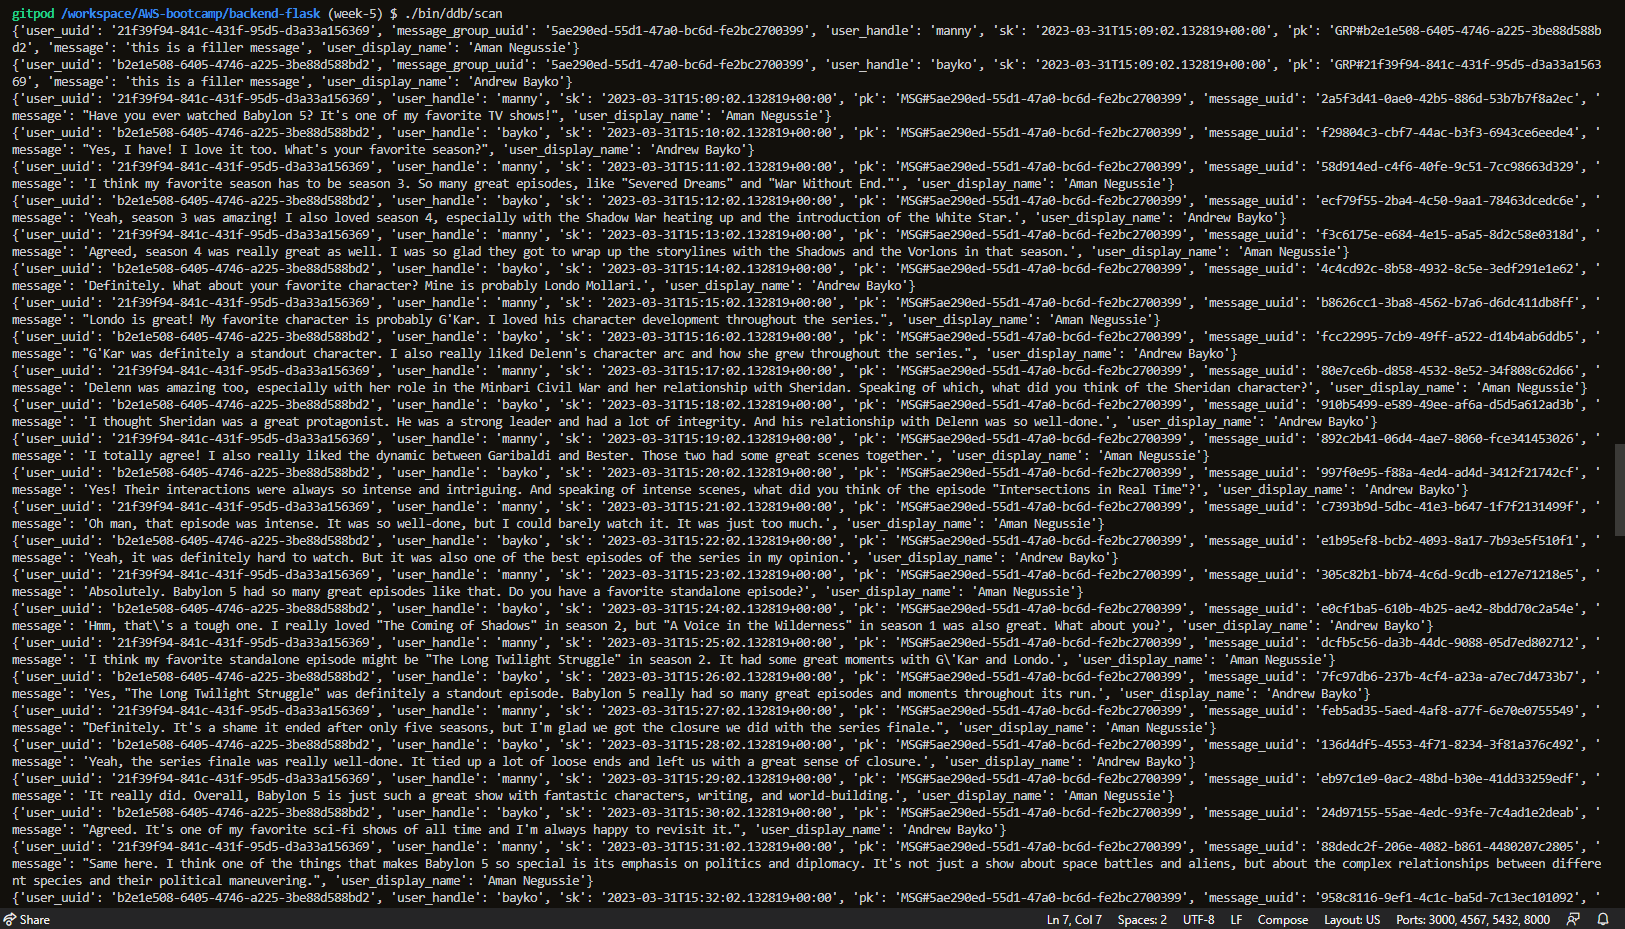 gitpod /workspace/AWS-bootcamp/backend-flask (week-5) $ ./bin/ddb/scan
{'user_uuid': '21f39f94-841c-431f-95d5-d3a33a156369', 'message_group_uuid': '5ae290ed-55d1-47a0-bc6d-fe2bc2700399', 'user_handle': 'manny', 'sk': '2023-03-31T15:09:02.132819+00:00', 'pk': 'GRP#b2e1e508-6405-4746-a225-3be88d588b
d2', 'message': 'this is a filler message', 'user_display_name': 'Aman Negussie'}
{'user_uuid': 'b2e1e508-6405-4746-a225-3be88d588bd2', 'message_group_uuid': '5ae290ed-55d1-47a0-bc6d-fe2bc2700399', 'user_handle': 'bayko', 'sk': '2023-03-31T15:09:02.132819+00:00', 'pk': 'GRP#21f39f94-841c-431f-95d5-d3a33a1563
69', 'message': 'this is a filler message', 'user_display_name': 'Andrew Bayko'}
{'user_uuid': '21f39f94-841c-431f-95d5-d3a33a156369', 'user_handle': 'manny', 'sk': '2023-03-31T15:09:02.132819+00:00', 'pk': 'MSG#5ae290ed-55d1-47a0-bc6d-fe2bc2700399', 'message_uuid': '2a5f3d41-0ae0-42b5-886d-53b7b7f8a2ec', '
message': "Have you ever watched Babylon 5? It's one of my favorite TV shows!", 'user_display_name': 'Aman Negussie'}
{'user_uuid': 'b2e1e508-6405-4746-a225-3be88d588bd2', 'user_handle': 'bayko', 'sk': '2023-03-31T15:10:02.132819+00:00', 'pk': 'MSG#5ae290ed-55d1-47a0-bc6d-fe2bc2700399', 'message_uuid': 'f29804c3-cbf7-44ac-b3f3-6943ce6eede4', '
message': "Yes, I have! I love it too. What's your favorite season?", 'user_display_name': 'Andrew Bayko'}
{'user_uuid': '21f39f94-841c-431f-95d5-d3a33a156369', 'user_handle': 'manny', 'sk': '2023-03-31T15:11:02.132819+00:00', 'pk': 'MSG#5ae290ed-55d1-47a0-bc6d-fe2bc2700399', 'message_uuid': '58d914ed-c4f6-40fe-9c51-7cc98663d329', '
message': 'I think my favorite season has to be season 3. So many great episodes, like "Severed Dreams" and "War Without End."', 'user_display_name': 'Aman Negussie'}
{'user_uuid': 'b2e1e508-6405-4746-a225-3be88d588bd2', 'user_handle': 'bayko', 'sk': '2023-03-31T15:12:02.132819+00:00', 'pk': 'MSG#5ae290ed-55d1-47a0-bc6d-fe2bc2700399', 'message_uuid': 'ecf79f55-2ba4-4c50-9aa1-78463dcedc6e', '
message': 'Yeah, season 3 was amazing! I also loved season 4, especially with the Shadow War heating up and the introduction of the White Star.', 'user_display_name': 'Andrew Bayko'}
{'user_uuid': '21f39f94-841c-431f-95d5-d3a33a156369', 'user_handle': 'manny', 'sk': '2023-03-31T15:13:02.132819+00:00', 'pk': 'MSG#5ae290ed-55d1-47a0-bc6d-fe2bc2700399', 'message_uuid': 'f3c6175e-e684-4e15-a5a5-8d2c58e0318d', '
message': 'Agreed, season 4 was really great as well. I was so glad they got to wrap up the storylines with the Shadows and the Vorlons in that season.', 'user_display_name': 'Aman Negussie'}
{'user_uuid': 'b2e1e508-6405-4746-a225-3be88d588bd2', 'user_handle': 'bayko', 'sk': '2023-03-31T15:14:02.132819+00:00', 'pk': 'MSG#5ae290ed-55d1-47a0-bc6d-fe2bc2700399', 'message_uuid': '4c4cd92c-8b58-4932-8c5e-3edf291e1e62', '
message': 'Definitely. What about your favorite character? Mine is probably Londo Mollari.', 'user_display_name': 'Andrew Bayko'}
{'user_uuid': '21f39f94-841c-431f-95d5-d3a33a156369', 'user_handle': 'manny', 'sk': '2023-03-31T15:15:02.132819+00:00', 'pk': 'MSG#5ae290ed-55d1-47a0-bc6d-fe2bc2700399', 'message_uuid': 'b8626cc1-3ba8-4562-b7a6-d6dc411db8ff', '
message': "Londo is great! My favorite character is probably G'Kar. I loved his character development throughout the series.", 'user_display_name': 'Aman Negussie'}
{'user_uuid': 'b2e1e508-6405-4746-a225-3be88d588bd2', 'user_handle': 'bayko', 'sk': '2023-03-31T15:16:02.132819+00:00', 'pk': 'MSG#5ae290ed-55d1-47a0-bc6d-fe2bc2700399', 'message_uuid': 'fcc22995-7cb9-49ff-a522-d14b4ab6ddb5', '
message': "G'Kar was definitely a standout character. I also really liked Delenn's character arc and how she grew throughout the series.", 'user_display_name': 'Andrew Bayko'}
{'user_uuid': '21f39f94-841c-431f-95d5-d3a33a156369', 'user_handle': 'manny', 'sk': '2023-03-31T15:17:02.132819+00:00', 'pk': 'MSG#5ae290ed-55d1-47a0-bc6d-fe2bc2700399', 'message_uuid': '80e7ce6b-d858-4532-8e52-34f808c62d66', '
message': 'Delenn was amazing too, especially with her role in the Minbari Civil War and her relationship with Sheridan. Speaking of which, what did you think of the Sheridan character?', 'user_display_name': 'Aman Negussie'}
{'user_uuid': 'b2e1e508-6405-4746-a225-3be88d588bd2', 'user_handle': 'bayko', 'sk': '2023-03-31T15:18:02.132819+00:00', 'pk': 'MSG#5ae290ed-55d1-47a0-bc6d-fe2bc2700399', 'message_uuid': '910b5499-e589-49ee-af6a-d5d5a612ad3b', '
message': 'I thought Sheridan was a great protagonist. He was a strong leader and had a lot of integrity. And his relationship with Delenn was so well-done.', 'user_display_name': 'Andrew Bayko'}
{'user_uuid': '21f39f94-841c-431f-95d5-d3a33a156369', 'user_handle': 'manny', 'sk': '2023-03-31T15:19:02.132819+00:00', 'pk': 'MSG#5ae290ed-55d1-47a0-bc6d-fe2bc2700399', 'message_uuid': '892c2b41-06d4-4ae7-8060-fce341453026', '
message': 'I totally agree! I also really liked the dynamic between Garibaldi and Bester. Those two had some great scenes together.', 'user_display_name': 'Aman Negussie'}
{'user_uuid': 'b2e1e508-6405-4746-a225-3be88d588bd2', 'user_handle': 'bayko', 'sk': '2023-03-31T15:20:02.132819+00:00', 'pk': 'MSG#5ae290ed-55d1-47a0-bc6d-fe2bc2700399', 'message_uuid': '997f0e95-f88a-4ed4-ad4d-3412f21742cf', '
message': 'Yes! Their interactions were always so intense and intriguing. And speaking of intense scenes, what did you think of the episode "Intersections in Real Time"?', 'user_display_name': 'Andrew Bayko'}
{'user_uuid': '21f39f94-841c-431f-95d5-d3a33a156369', 'user_handle': 'manny', 'sk': '2023-03-31T15:21:02.132819+00:00', 'pk': 'MSG#5ae290ed-55d1-47a0-bc6d-fe2bc2700399', 'message_uuid': 'c7393b9d-5dbc-41e3-b647-1f7f2131499f', '
message': 'Oh man, that episode was intense. It was so well-done, but I could barely watch it. It was just too much.', 'user_display_name': 'Aman Negussie'}
{'user_uuid': 'b2e1e508-6405-4746-a225-3be88d588bd2', 'user_handle': 'bayko', 'sk': '2023-03-31T15:22:02.132819+00:00', 'pk': 'MSG#5ae290ed-55d1-47a0-bc6d-fe2bc2700399', 'message_uuid': 'e1b95ef8-bcb2-4093-8a17-7b93e5f510f1', '
message': 'Yeah, it was definitely hard to watch. But it was also one of the best episodes of the series in my opinion.', 'user_display_name': 'Andrew Bayko'}
{'user_uuid': '21f39f94-841c-431f-95d5-d3a33a156369', 'user_handle': 'manny', 'sk': '2023-03-31T15:23:02.132819+00:00', 'pk': 'MSG#5ae290ed-55d1-47a0-bc6d-fe2bc2700399', 'message_uuid': '305c82b1-bb74-4c6d-9cdb-e127e71218e5', '
message': 'Absolutely. Babylon 5 had so many great episodes like that. Do you have a favorite standalone episode?', 'user_display_name': 'Aman Negussie'}
{'user_uuid': 'b2e1e508-6405-4746-a225-3be88d588bd2', 'user_handle': 'bayko', 'sk': '2023-03-31T15:24:02.132819+00:00', 'pk': 'MSG#5ae290ed-55d1-47a0-bc6d-fe2bc2700399', 'message_uuid': 'e0cf1ba5-610b-4b25-ae42-8bdd70c2a54e', '
message': 'Hmm, that\'s a tough one. I really loved "The Coming of Shadows" in season 2, but "A Voice in the Wilderness" in season 1 was also great. What about you?', 'user_display_name': 'Andrew Bayko'}
{'user_uuid': '21f39f94-841c-431f-95d5-d3a33a156369', 'user_handle': 'manny', 'sk': '2023-03-31T15:25:02.132819+00:00', 'pk': 'MSG#5ae290ed-55d1-47a0-bc6d-fe2bc2700399', 'message_uuid': 'dcfb5c56-da3b-44dc-9088-05d7ed802712', '
message': 'I think my favorite standalone episode might be "The Long Twilight Struggle" in season 2. It had some great moments with G\'Kar and Londo.', 'user_display_name': 'Aman Negussie'}
{'user_uuid': 'b2e1e508-6405-4746-a225-3be88d588bd2', 'user_handle': 'bayko', 'sk': '2023-03-31T15:26:02.132819+00:00', 'pk': 'MSG#5ae290ed-55d1-47a0-bc6d-fe2bc2700399', 'message_uuid': '7fc97db6-237b-4cf4-a23a-a7ec7d4733b7', '
message': 'Yes, "The Long Twilight Struggle" was definitely a standout episode. Babylon 5 really had so many great episodes and moments throughout its run.', 'user_display_name': 'Andrew Bayko'}
{'user_uuid': '21f39f94-841c-431f-95d5-d3a33a156369', 'user_handle': 'manny', 'sk': '2023-03-31T15:27:02.132819+00:00', 'pk': 'MSG#5ae290ed-55d1-47a0-bc6d-fe2bc2700399', 'message_uuid': 'feb5ad35-5aed-4af8-a77f-6e70e0755549', '
message': "Definitely. It's a shame it ended after only five seasons, but I'm glad we got the closure we did with the series finale.", 'user_display_name': 'Aman Negussie'}
{'user_uuid': 'b2e1e508-6405-4746-a225-3be88d588bd2', 'user_handle': 'bayko', 'sk': '2023-03-31T15:28:02.132819+00:00', 'pk': 'MSG#5ae290ed-55d1-47a0-bc6d-fe2bc2700399', 'message_uuid': '136d4df5-4553-4f71-8234-3f81a376c492', '
message': 'Yeah, the series finale was really well-done. It tied up a lot of loose ends and left us with a great sense of closure.', 'user_display_name': 'Andrew Bayko'}
{'user_uuid': '21f39f94-841c-431f-95d5-d3a33a156369', 'user_handle': 'manny', 'sk': '2023-03-31T15:29:02.132819+00:00', 'pk': 'MSG#5ae290ed-55d1-47a0-bc6d-fe2bc2700399', 'message_uuid': 'eb97c1e9-0ac2-48bd-b30e-41dd33259edf', '
message': 'It really did. Overall, Babylon 5 is just such a great show with fantastic characters, writing, and world-building.', 'user_display_name': 'Aman Negussie'}
{'user_uuid': 'b2e1e508-6405-4746-a225-3be88d588bd2', 'user_handle': 'bayko', 'sk': '2023-03-31T15:30:02.132819+00:00', 'pk': 'MSG#5ae290ed-55d1-47a0-bc6d-fe2bc2700399', 'message_uuid': '24d97155-55ae-4edc-93fe-7c4ad1e2deab', '
message': "Agreed. It's one of my favorite sci-fi shows of all time and I'm always happy to revisit it.", 'user_display_name': 'Andrew Bayko'}
{'user_uuid': '21f39f94-841c-431f-95d5-d3a33a156369', 'user_handle': 'manny', 'sk': '2023-03-31T15:31:02.132819+00:00', 'pk': 'MSG#5ae290ed-55d1-47a0-bc6d-fe2bc2700399', 'message_uuid': '88dedc2f-206e-4082-b861-4480207c2805', '
message': "Same here. I think one of the things that makes Babylon 5 so special is its emphasis on politics and diplomacy. It's not just a show about space battles and aliens, but about the complex relationships between differe
nt species and their political maneuvering.", 'user_display_name': 'Aman Negussie'}
{'user_uuid': 'b2e1e508-6405-4746-a225-3be88d588bd2', 'user_handle': 'bayko', 'sk': '2023-03-31T15:32:02.132819+00:00', 'pk': 'MSG#5ae290ed-55d1-47a0-bc6d-fe2bc2700399', 'message_uuid': '958c8116-9ef1-4c1c-ba5d-7c13ec101092', '
Share Ln 7, Col 7 Spaces: 2 UTF-8 LF Compose Layout: US Ports: 3000, 4567, 5432, 8000